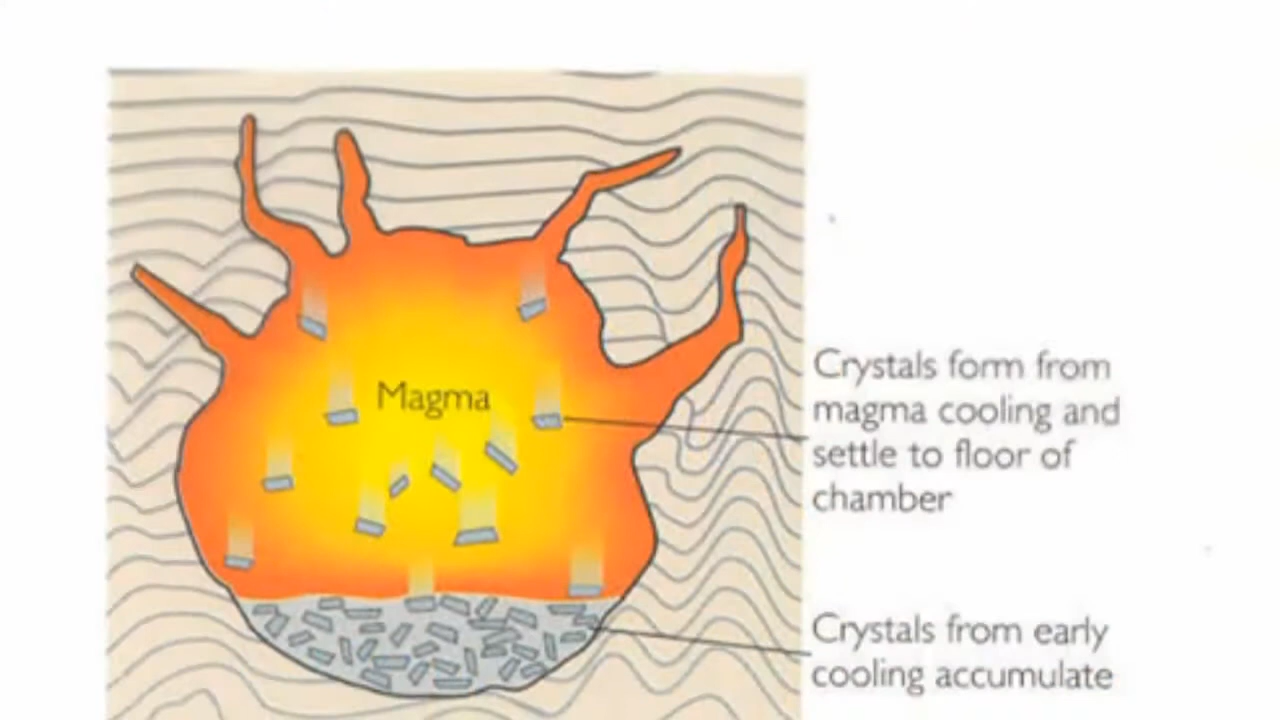 Magma
Crystals form from
magma cooling and
settle to floor of
chamber
Crystals from early
cooling accumulate